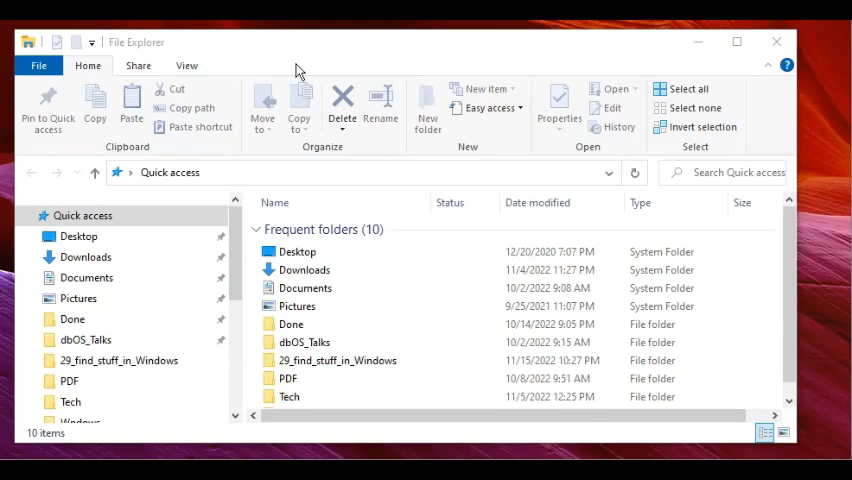 File Explorer
File Home Share View
Pin to Quick access
Copy
Paste
Cut
Copy path
Paste shortcut
Clipboard
Move to
Copy to
Delete
Rename
Organize
New folder
New item
Easy access
New
Properties
Open
Edit
History
Open
Select all
Select none
Invert selection
Select
Quick access
Search Quick access
Quick access
Desktop
Downloads
Documents
Pictures
Done
dbOS_Talks
29_find_stuff_in_Windows
PDF
Tech
Windows
Name Status Date modified Type Size
Frequent folders (10)
Desktop 12/20/2020 7:07 PM System Folder
Downloads 11/4/2022 11:27 PM System Folder
Documents 10/2/2022 9:08 AM System Folder
Pictures 9/25/2021 11:07 PM System Folder
Done 10/14/2022 9:05 PM File folder
dbOS_Talks 10/2/2022 9:15 AM File folder
29_find_stuff_in_Windows 11/15/2022 10:27 PM File folder
PDF 10/8/2022 9:51 AM File folder
Tech 11/5/2022 12:25 PM File folder
10 items